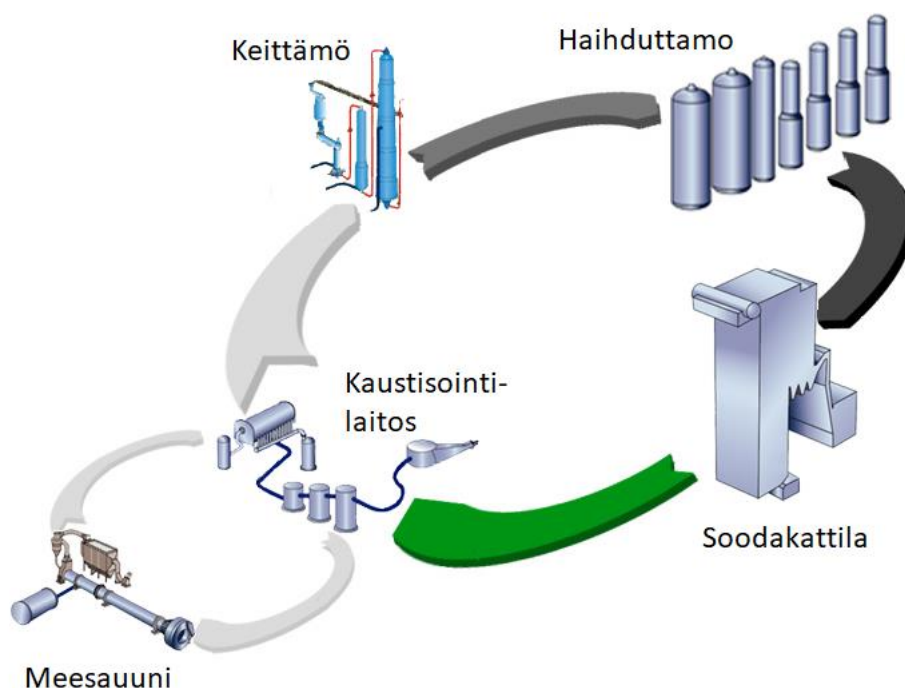 Keittämö
Haihduttamo
Kaustisointi-
laitos
Soodakattila
Meesauuni